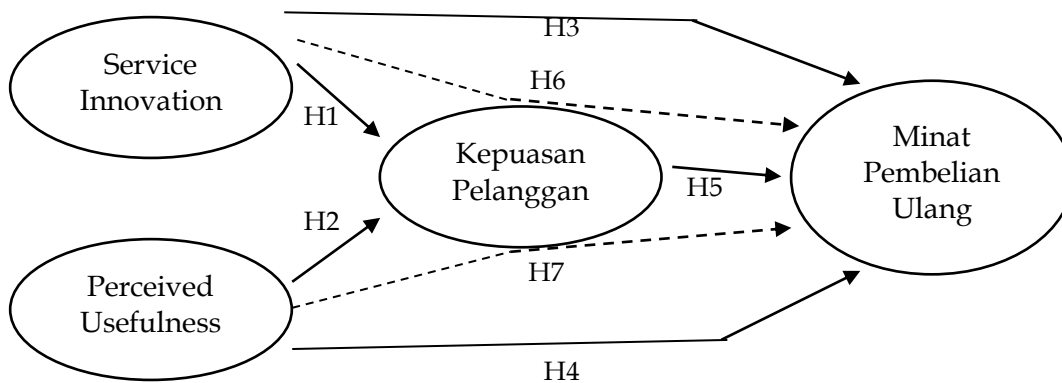 H3
Service
Innovation
H6
H1
Kepuasan
Pelanggan
Minat
Pembelian
Ulang
H5
H2
H7
Perceived
Usefulness
H4